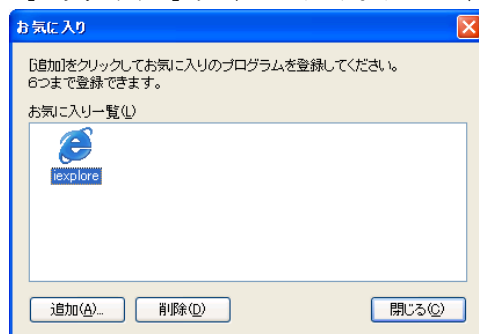 お気に入り
[追加]をクリックしてお気に入りのプログラムを登録してください。
6つまで登録できます。
お気に入り一覧(L)
iexplore
追加(A)...
削除(D)
閉じる(C)